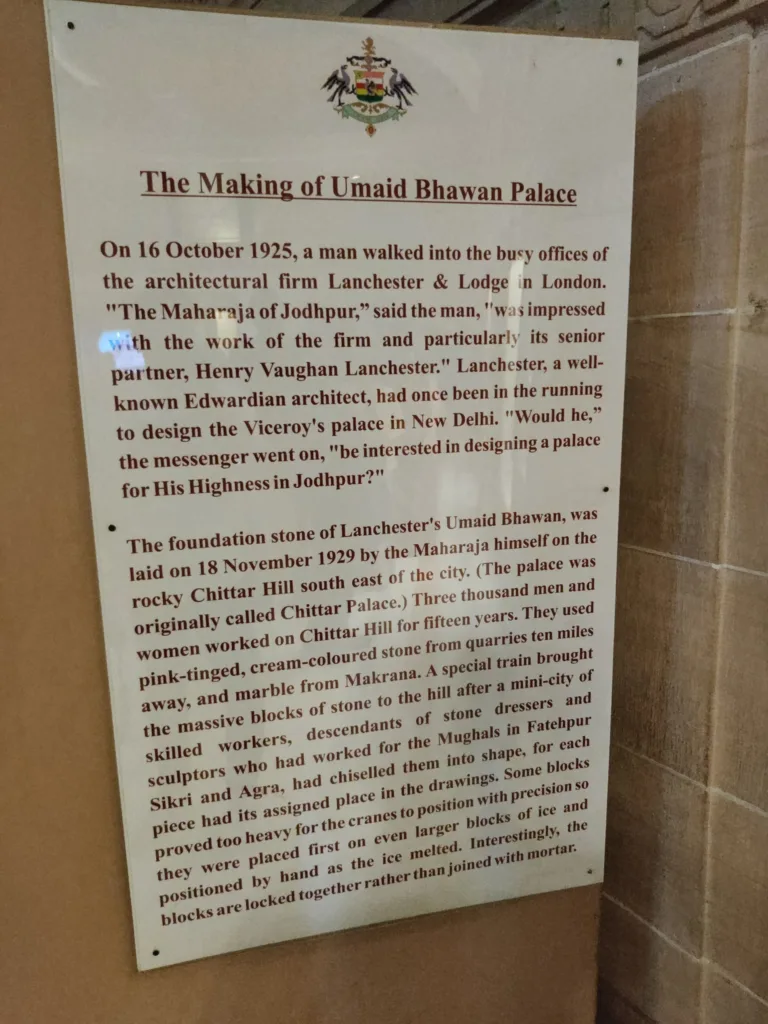 The Making of Umaid Bhawan Palace
On 16 October 1925, a man walked into the busy offices of
the architectural firm Lanchester & Lodge in London.
"The Maharaja of Jodhpur,” said the man, "was impressed
with the work of the firm and particularly its senior
partner, Henry Vaughan Lanchester." Lanchester, a well-
known Edwardian architect, had once been in the running
to design the Viceroy's palace in New Delhi. "Would he,”
the messenger went on, "be interested in designing a palace
for His Highness in Jodhpur?"
The foundation stone of Lanchester's Umaid Bhawan, was
laid on 18 November 1929 by the Maharaja himself on the
rocky Chittar Hill south east of the city. (The palace was
originally called Chittar Palace.) Three thousand men and
women worked on Chittar Hill for fifteen years. They used
pink-tinged, cream-coloured stone from quarries ten miles
away, and marble from Makrana. A special train brought
the massive blocks of stone to the hill after a mini-city of
skilled workers, descendants of stone dressers and
sculptors who had worked for the Mughals in Fatehpur
Sikri and Agra, had chiselled them into shape, for each
piece had its assigned place in the drawings. Some blocks
proved too heavy for the cranes to position with precision so
they were placed first on even larger blocks of ice and
positioned by hand as the ice melted. Interestingly, the
blocks are locked together rather than joined with mortar.